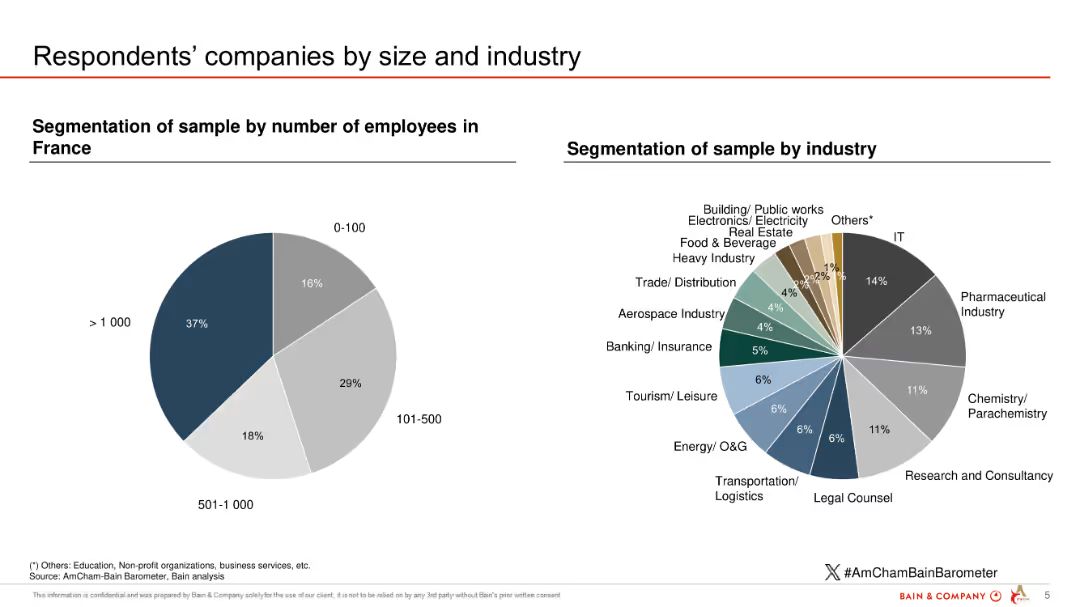 Respondents’ companies by size and industry
Segmentation of sample by number of employees in
France
0-100
16%
> 1 000
37%
29%
101-500
18%
501-1 000
Segmentation of sample by industry
Building/ Public works
Electronics/ Electricity
Others*
Real Estate
IT
Food & Beverage
Heavy Industry
1%
2%
4%
14%
Trade/ Distribution
Pharmaceutical
Industry
4%
Aerospace Industry
4%
13%
Banking/ Insurance
5%
6%
11%
Tourism/ Leisure
Chemistry/
Parachemistry
6%
6%
6%
11%
Energy/ O&G
Research and Consultancy
Transportation/
Logistics
Legal Counsel
(*) Others: Education, Non-profit organizations, business services, etc.
Source: AmCham-Bain Barometer, Bain analysis
X #AmChamBainBarometer
This information is confidential and was prepared by Bain & Company solely for the use of our client; it is not to be relied on by any 3rd party without Bain's prior written consent
BAIN & COMPANY
5